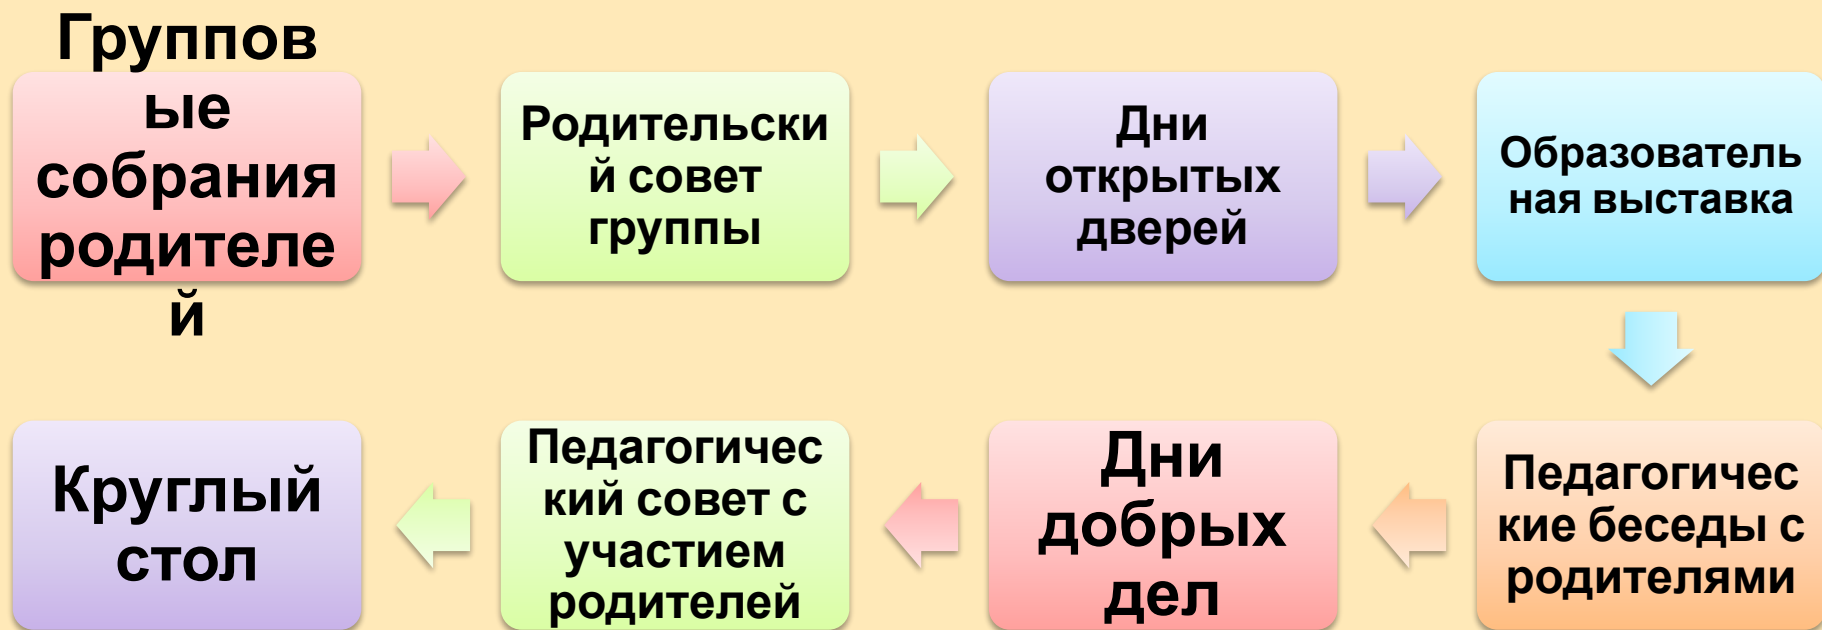 Группов
ые
собрания
родителе
й
Родительски
й совет
группы
Дни
открытых
дверей
Образователь
ная выставка
Педагогичес
кие беседы с
родителями
Дни
добрых
дел
Педагогичес
кий совет с
участием
родителей
Круглый
стол